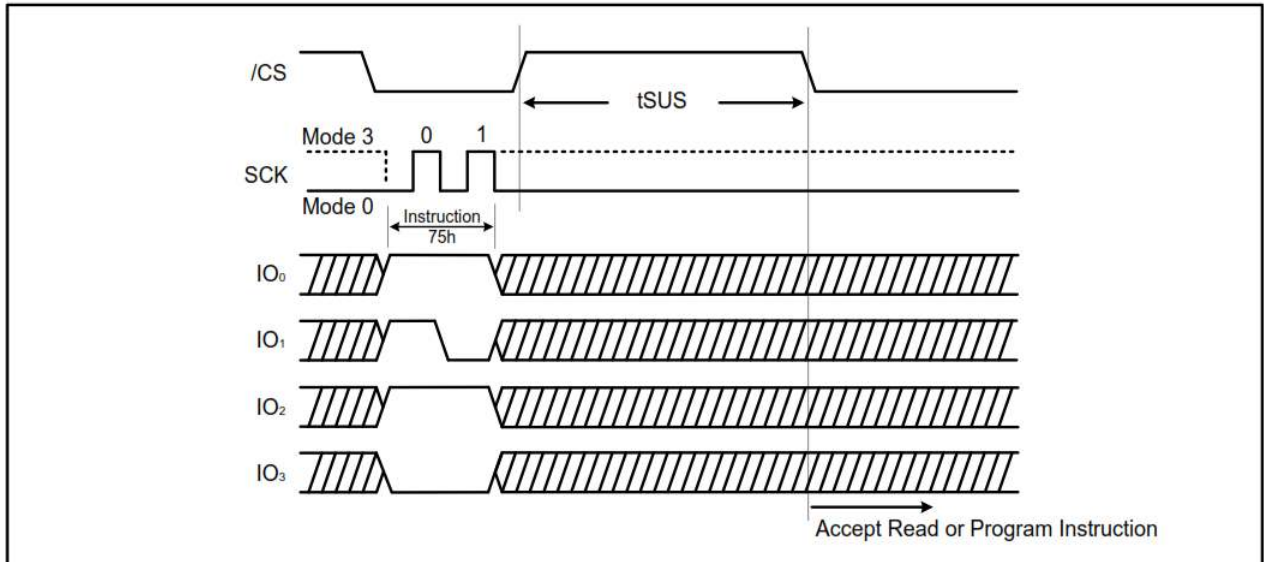 /CS
tSUS
Mode 3 0 1
SCK
Mode 0
Instruction
75h
IO₀
IO₁
IO₂
IO₃
Accept Read or Program Instruction